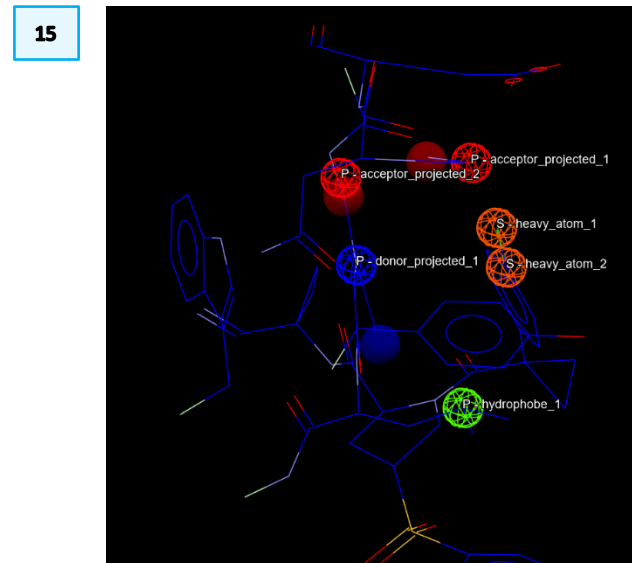 15
P - acceptor_projected_1
P - acceptor_projected_2
S - heavy_atom_1
P - donor_projected_1
S - heavy_atom_2
P - hydrophobe_1